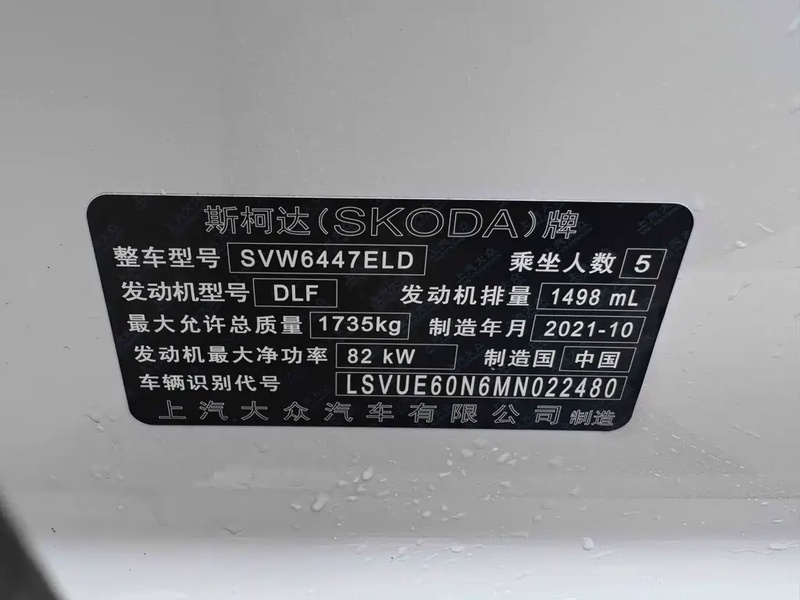 斯柯达(SKODA)牌
整车型号 SVW6447ELD 乘坐人数 5
发动机型号 DLF 发动机排量 1498 mL
最大允许总质量 1735kg 制造年月 2021-10
发动机最大净功率 82 kW 制造国 中国
车辆识别代号 LSVUE60N6MN022480
上汽大众汽车有限公司 制造